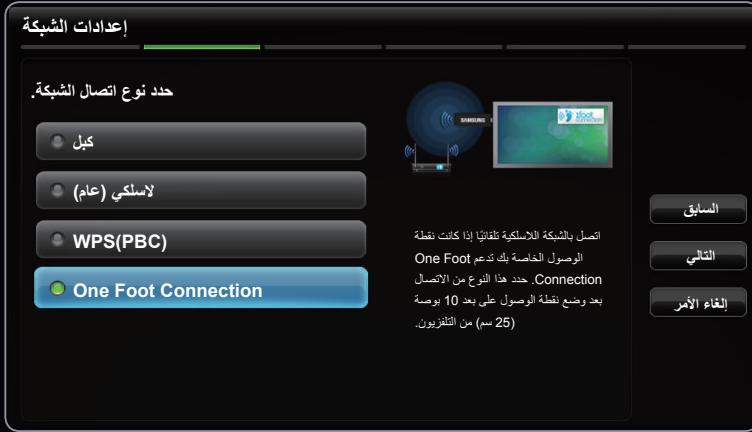 إعدادات الشبكة
حدد نوع اتصال الشبكة.
كبل
لاسلكي (عام)
WPS(PBC)
One Foot Connection
SAMSUNG
اتصل بالشبكة اللاسلكية تلقائيًا إذا كانت نقطة
الوصول الخاصة بك تدعم One Foot
Connection. حدد هذا النوع من الاتصال
بعد وضع نقطة الوصول على بعد 10 بوصة
(25 سم) من التلفزيون.
السابق
التالي
إلغاء الأمر